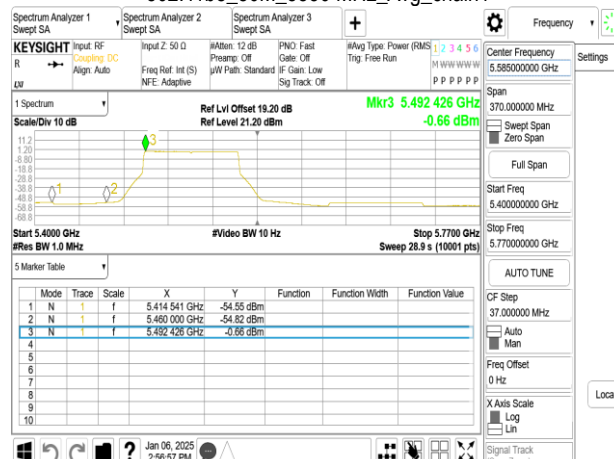 Spectrum Analyzer 1
Swept SA
Spectrum Analyzer 2
Swept SA
Spectrum Analyzer 3
Swept SA
+
Frequency
Settings
KEYSIGHT
R
Input: RF
Coupling: DC
Align: Auto
Input Z: 50 Ω
Freq Ref: Int (S)
NFE: Adaptive
#Atten: 12 dB
Preamp: Off
µW Path: Standard
PNO: Fast
Gate: Off
IF Gain: Low
Sig Track: Off
#Avg Type: Power (RMS
Trig: Free Run
1 2 3 4 5 6
M W W W W W
P P P P P P
1 Spectrum
Scale/Div 10 dB
Ref Lvl Offset 19.20 dB
Ref Level 21.20 dBm
Mkr3 5.492 426 GHz
-0.66 dBm
11.2
1.20
-8.80
-18.8
-28.8
-38.8
-48.8
-58.8
-68.8
1
2
3
Start 5.4000 GHz
#Res BW 1.0 MHz
#Video BW 10 Hz
Stop 5.7700 GHz
Sweep 28.9 s (10001 pts)
5 Marker Table
Mode Trace Scale X Y Function Function Width Function Value
1 N 1 f 5.414 541 GHz -54.55 dBm
2 N 1 f 5.460 000 GHz -54.82 dBm
3 N 1 f 5.492 426 GHz -0.66 dBm
4
5
6
7
8
9
10
Center Frequency
5.585000000 GHz
Span
370.000000 MHz
Swept Span
Zero Span
Full Span
Start Freq
5.400000000 GHz
Stop Freq
5.770000000 GHz
AUTO TUNE
CF Step
37.000000 MHz
Auto
Man
Freq Offset
0 Hz
X Axis Scale
Log
Lin
Signal Track
Loca
?
Jan 06, 2025
2:56:57 PM